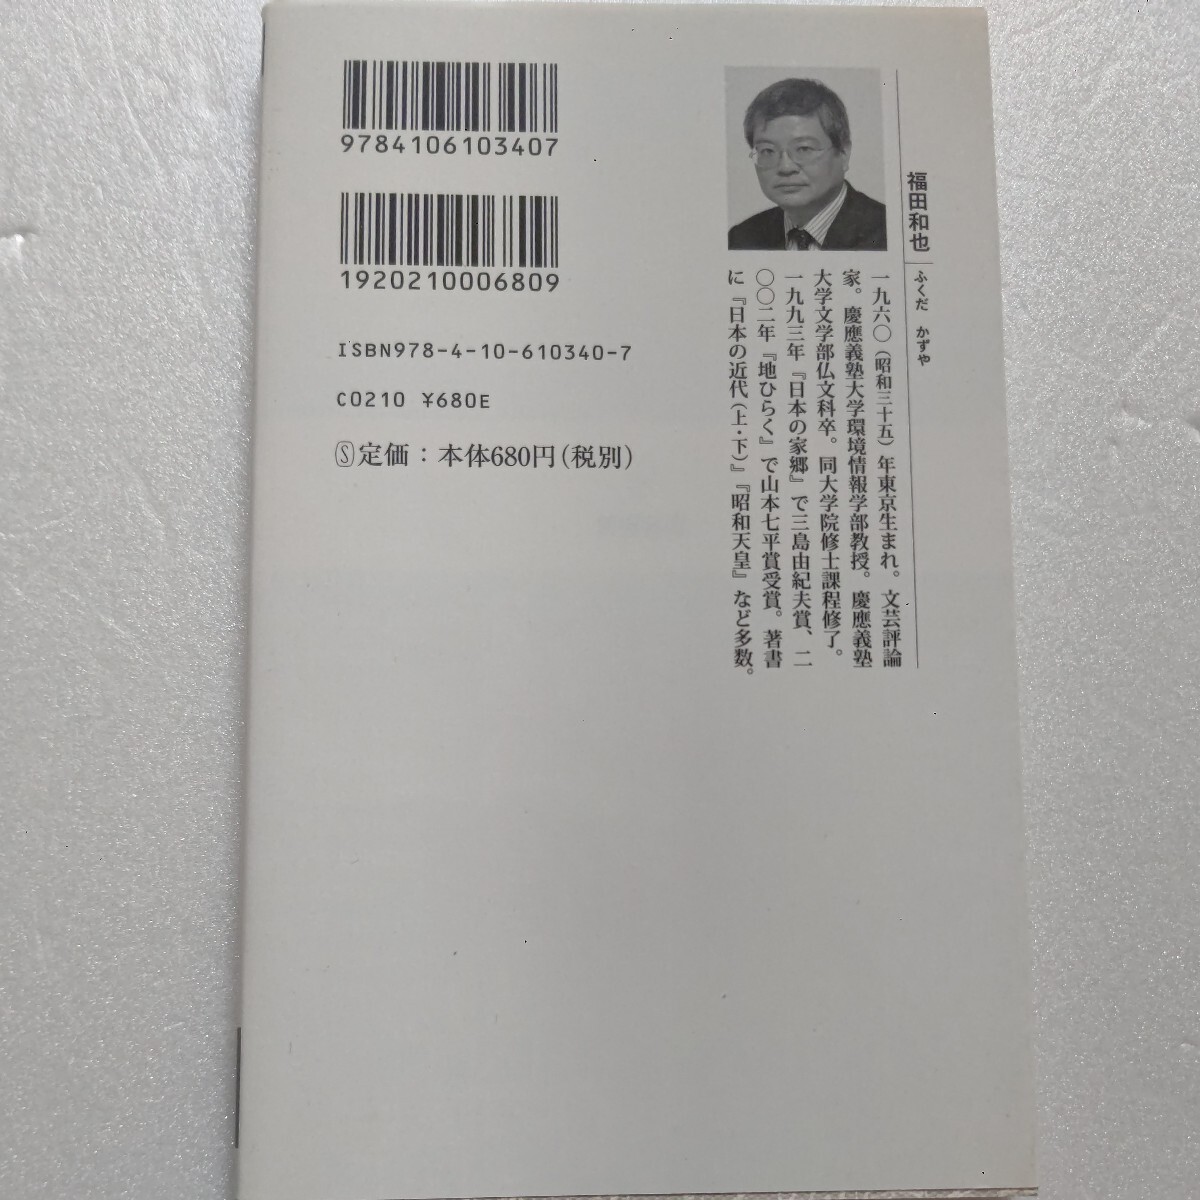 9784106103407
1920210006809
ISBN978-4-10-610340-7
C0210 ¥680E
Ⓢ定価：本体680円（税別）
福田和也
ふくだ かずや
一九六〇（昭和三十五）年東京生まれ。文芸評論
家。慶應義塾大学環境情報学部教授。慶應義塾
大学文学部仏文科卒。同大学院修士課程修了。
一九九三年『日本の家郷』で三島由紀夫賞、二
〇〇二年『地ひらく』で山本七平賞受賞。著書
に『日本の近代（上・下）』『昭和天皇』など多数。